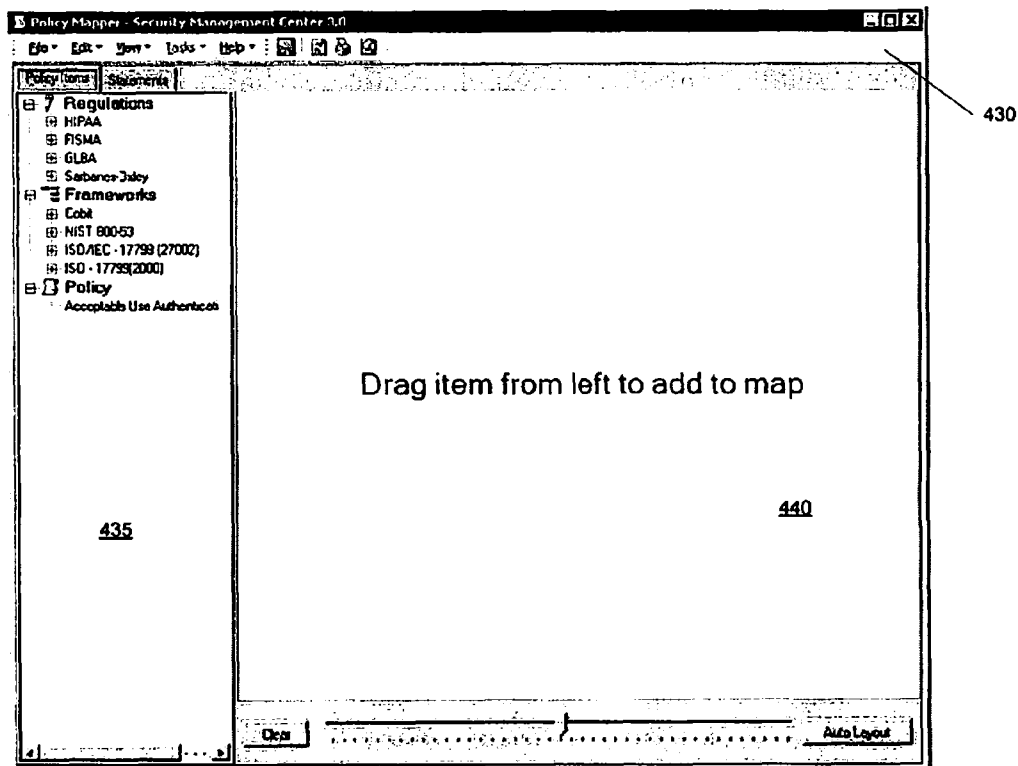 Policy Mapper - Security Management Center 3.0
File Edit View Tasks Help
430
Policy Items Statements
Regulations
HIPAA
FISMA
GLBA
Sarbanes-Oxley
Frameworks
Cobit
NIST 800-53
ISO/IEC - 17799 (27002)
ISO - 17799(2000)
Policy
Acceptable Use Authenticati
Drag item from left to add to map
435
440
Clear
Auto Layout